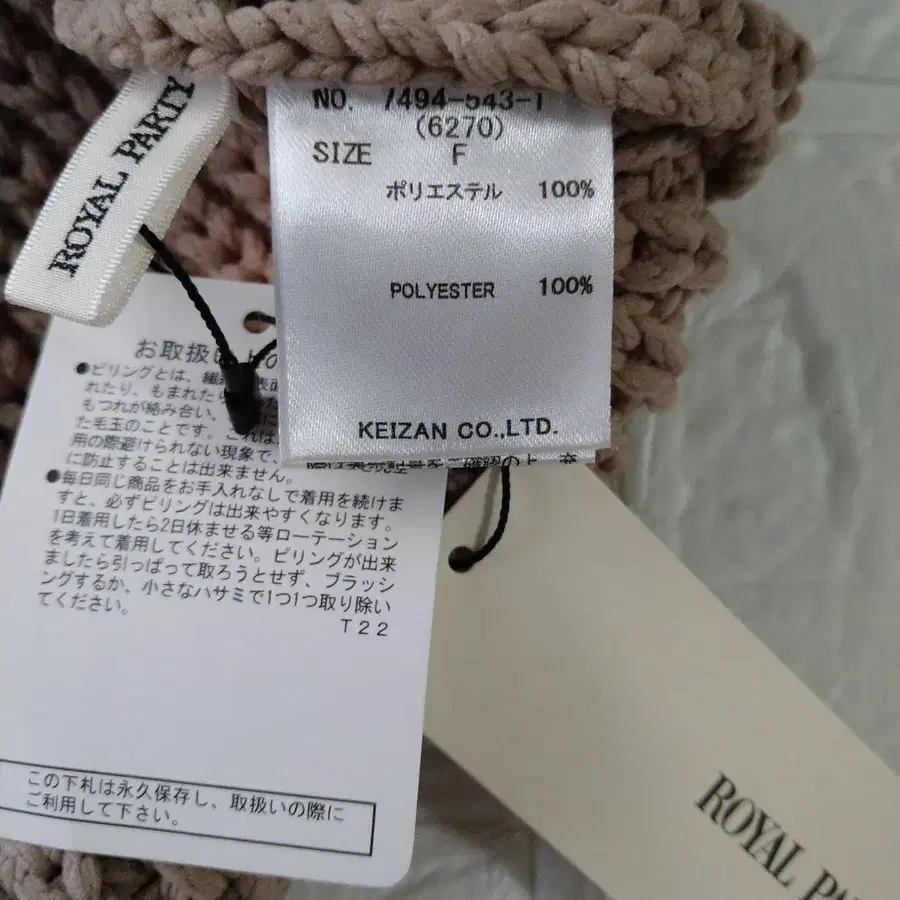 ROYAL PARTY
NO. 7494-543-1
(6270)
SIZE F
ポリエステル 100%
POLYESTER 100%
KEIZAN CO.,LTD.
お取扱い上の
●ピリングとは、繊 表面
れたり、もまれたり
もつれが絡み合い、
た毛玉のことです。これは
用の際避けられない現象で、
に防止することは出来ません。
●毎日同じ商品をお手入れなしで着用を続けま
すと、必ずピリングは出来やすくなります。
1日着用したら2日休ませる等ローテーション
を考えて着用してください。ピリングが出来
ましたら引っぱって取ろうとせず、ブラッシ
ングするか、小さなハサミで1つ1つ取り除い
てください。
T22
この下札は永久保存し、取扱いの際に
ご利用して下さい。
ROYAL PA